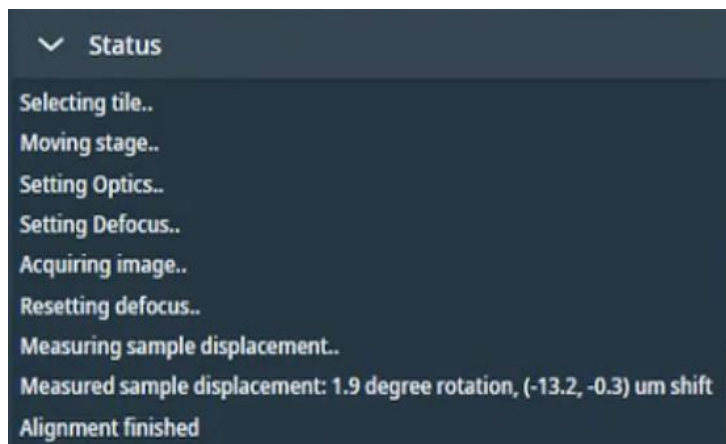 Status
Selecting tile..
Moving stage..
Setting Optics..
Setting Defocus..
Acquiring image..
Resetting defocus..
Measuring sample displacement..
Measured sample displacement: 1.9 degree rotation, (-13.2, -0.3) um shift
Alignment finished